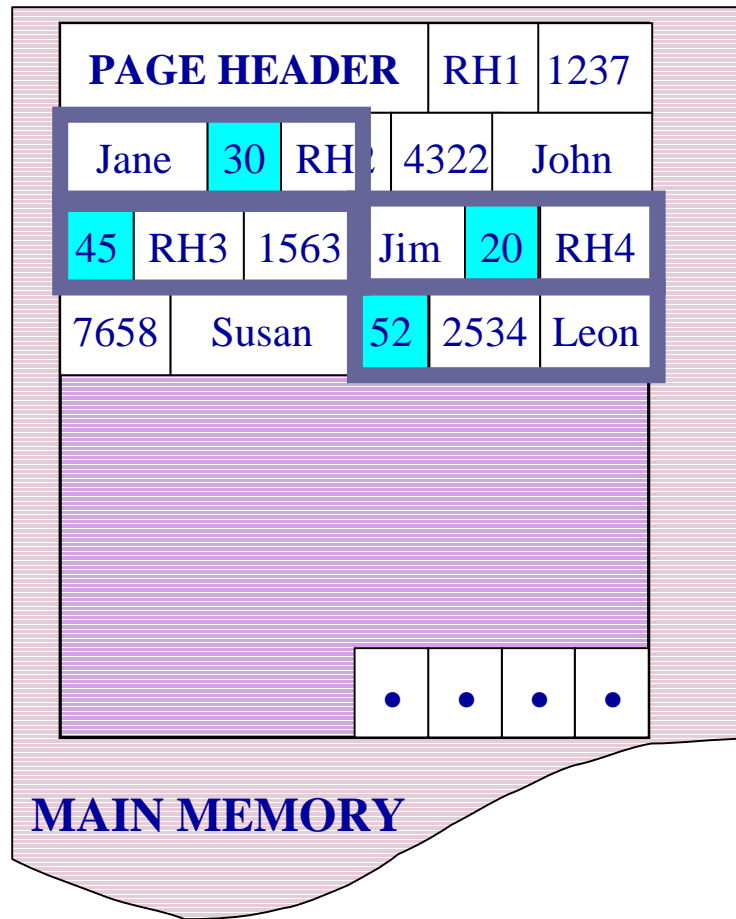 PAGE HEADER RH1 1237
Jane 30 RH2 4322 John
45 RH3 1563 Jim 20 RH4
7658 Susan 52 2534 Leon
• • • •
MAIN MEMORY